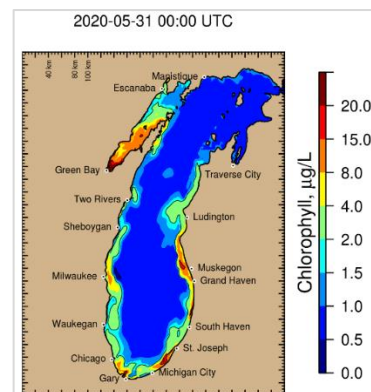 2020-05-31 00:00 UTC
40 km
80 km
100 km
Manistique
Escanaba
Green Bay
Traverse City
Two Rivers
Ludington
Sheboygan
Milwaukee
Muskegon
Grand Haven
Waukegan
South Haven
St. Joseph
Chicago
Michigan City
Gary
Chlorophyll, µg/L
20.0
15.0
8.0
4.0
2.0
1.5
1.0
0.5
0.0